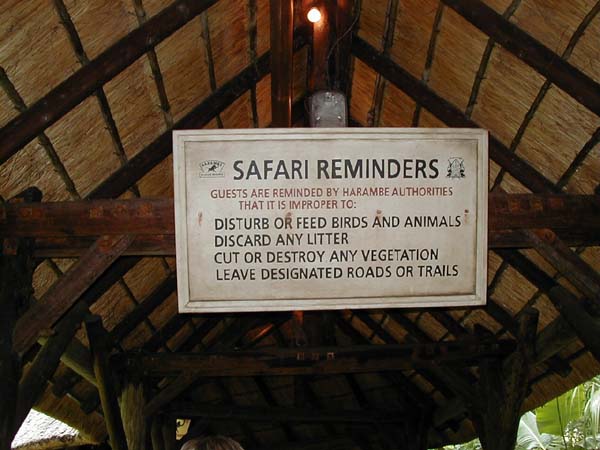 SAFARI REMINDERS
GUESTS ARE REMINDED BY HARAMBE AUTHORITIES
THAT IT IS IMPROPER TO:
DISTURB OR FEED BIRDS AND ANIMALS
DISCARD ANY LITTER
CUT OR DESTROY ANY VEGETATION
LEAVE DESIGNATED ROADS OR TRAILS